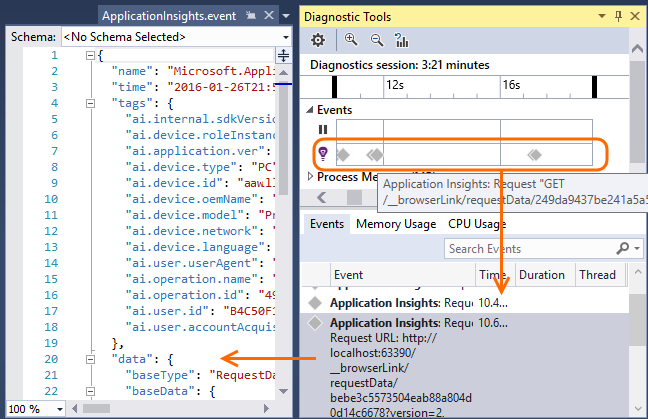 ApplicationInsights.event
Schema: <No Schema Selected>
1 {
2 "name": "Microsoft.Appli
3 "time": "2016-01-26T21:5
4 "tags": {
5 "ai.internal.sdkVersio
6 "ai.device.roleInstanc
7 "ai.application.ver":
8 "ai.device.type": "PC"
9 "ai.device.id": "aawll
10 "ai.device.oemName": "
11 "ai.device.model": "Pr
12 "ai.device.network": "
13 "ai.device.language":
14 "ai.user.userAgent":
15 "ai.operation.name":
16 "ai.operation.id": "49
17 "ai.user.id": "B4C50F1
18 "ai.user.accountAcquis
19 },
20 "data": {
21 "baseType": "RequestDa
22 "baseData": {
100 %
Diagnostic Tools
Diagnostics session: 3:21 minutes
12s 16s
Events
Process Me
Application Insights: Request "GET
/__browserLink/requestData/249da9437be241a5a5
Events Memory Usage CPU Usage
Search Events
Event Time Duration Thread
Application Insights: Reque 10.4...
Application Insights: Reque 10.6...
Request URL: http://
localhost:63390/
__browserLink/
requestData/
bebe3c5573504eab88a804d
0d14c6678?version=2.